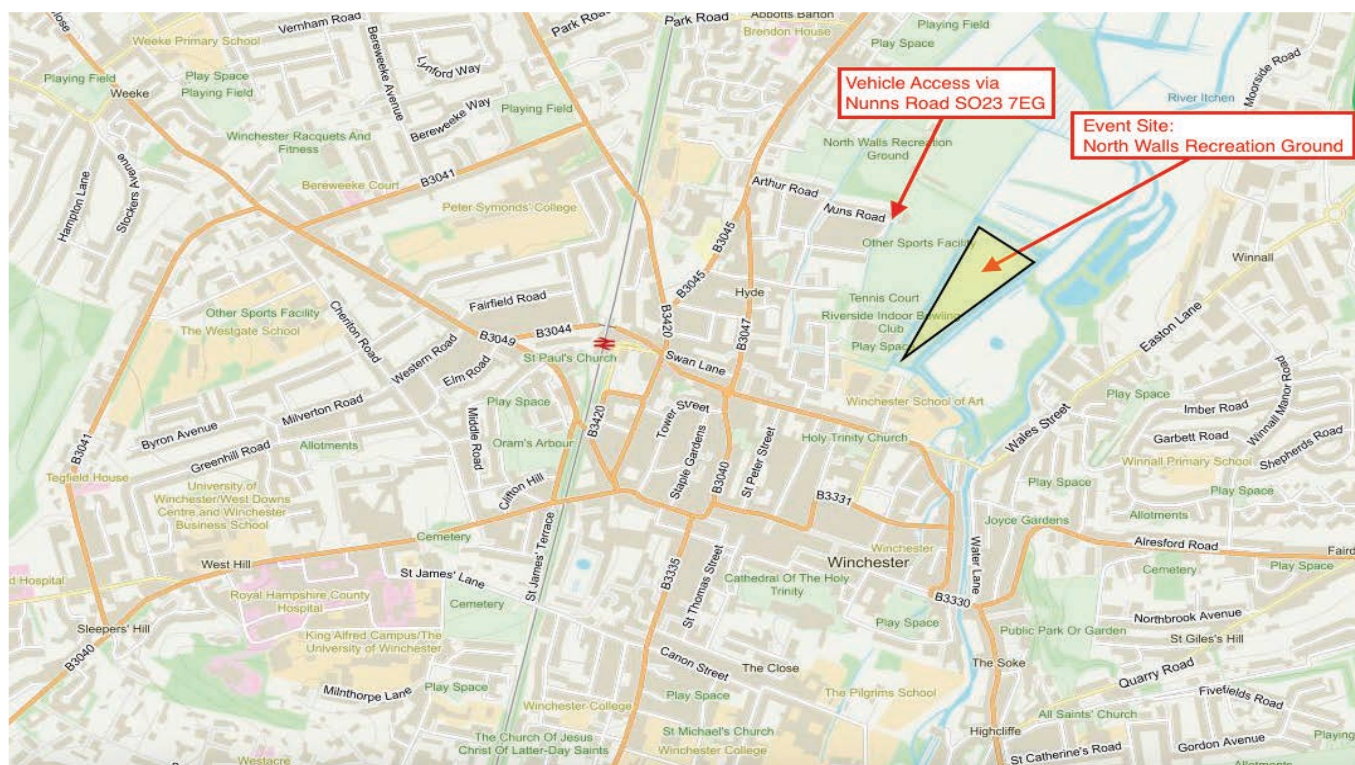 Vernham Road
Park Road
Park Road
Abbotts Barton
Brendon House
Playing Field
Weeke Primary School
Bereweeke Avenue
Lynford Way
Play Space
Moorside Road
Playing Field
Play Space
Weeke
Playing Field
Bereweeke Way
Playing Field
Vehicle Access via
Nunns Road SO23 7EG
River Itchen
Event Site:
North Walls Recreation Ground
Winchester Racquets And
Fitness
North Walls Recreation
Ground
Hampton Lane
Stockers Avenue
Bereweeke Court
B3041
Arthur Road
Peter Symonds' College
Nuns Road
B3045
Other Sports Facility
Winnall
Hyde
B3045
Fairfield Road
Tennis Court
Riverside Indoor Bowling
Club
Play Space
Easton Lane
Other Sports Facility
The Westgate School
Cheriton Road
Western Road
B3049
B3044
B3420
B3047
St Paul's Church
Swan Lane
Elm Road
Winchester School of Art
Play Space
Imber Road
Winnall Manor Road
Milverton Road
Play Space
B3420
Tower Street
Wales Street
Garbett Road
Shepherds Road
Byron Avenue
Middle Road
Oram's Arbour
Staple Gardens
St Peter Street
Holy Trinity Church
B3041
Greenhill Road
Allotments
B3040
Winnall Primary School
Tegfield House
Clifton Hill
Play Space
Play Space
University of
Winchester/West Downs
Centre and Winchester
Business School
B3331
Allotments
Joyce Gardens
Cemetery
St James' Terrace
Winchester
Alresford Road
Water Lane
West Hill
St James' Lane
B3335
St Thomas Street
Winchester
Cathedral Of The Holy
Trinity
Cemetery
Play Space
Royal Hampshire County
Hospital
Cemetery
B3330
Northbrook Avenue
Sleepers' Hill
King Alfred Campus/The
University of Winchester
Play Space
Public Park Or Garden
St Giles's Hill
B3040
Canon Street
The Close
The Soke
Quarry Road
Milnthorpe Lane
Play Space
Play Space
The Pilgrims School
Fivefields Road
Winchester College
All Saints' Church
St Michael's Church
Highcliffe
Gordon Avenue
The Church Of Jesus
Christ Of Latter-Day Saints
Winchester College
St Catherine's Road
Westacre
Allotments